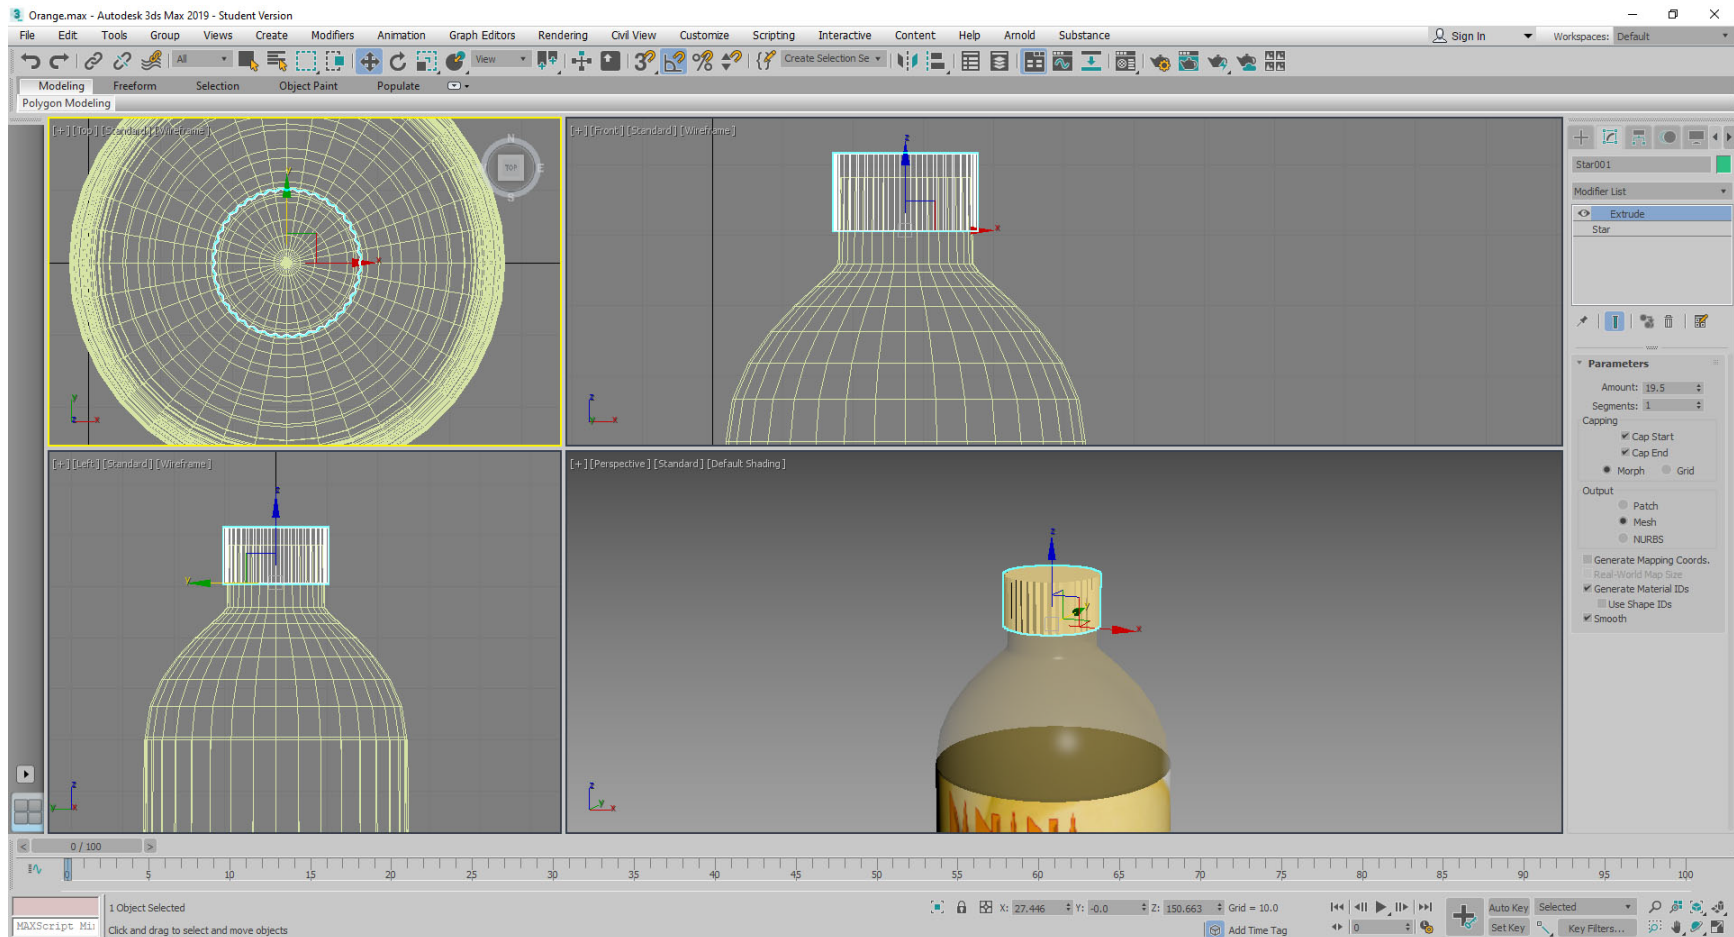 3 Orange.max - Autodesk 3ds Max 2019 - Student Version
File Edit Tools Group Views Create Modifiers Animation Graph Editors Rendering Civil View Customize Scripting Interactive Content Help Arnold Substance Sign In Workspaces: Default
All View 3 Create Selection Se
Modeling Freeform Selection Object Paint Populate
Polygon Modeling
[+] [Top] [Standard] [Wireframe]
N
E
S
TOP
y
x
y
z x
[+] [Front] [Standard] [Wireframe]
z
x
z
y x
[+] [Left] [Standard] [Wireframe]
z
y
z
y x
[+] [Perspective] [Standard] [Default Shading]
z
y
x
z
y x
Star001
Modifier List
Extrude
Star
Parameters
Amount: 19.5
Segments: 1
Capping
Cap Start
Cap End
Morph Grid
Output
Patch
Mesh
NURBS
Generate Mapping Coords.
Real-World Map Size
Generate Material IDs
Use Shape IDs
Smooth
< 0 / 100 >
0 5 10 15 20 25 30 35 40 45 50 55 60 65 70 75 80 85 90 95 100
1 Object Selected X: 27.446 Y: -0.0 Z: 150.663 Grid = 10.0 Auto Key Selected
MAXScript Mi Click and drag to select and move objects Add Time Tag 0 Set Key Key Filters...